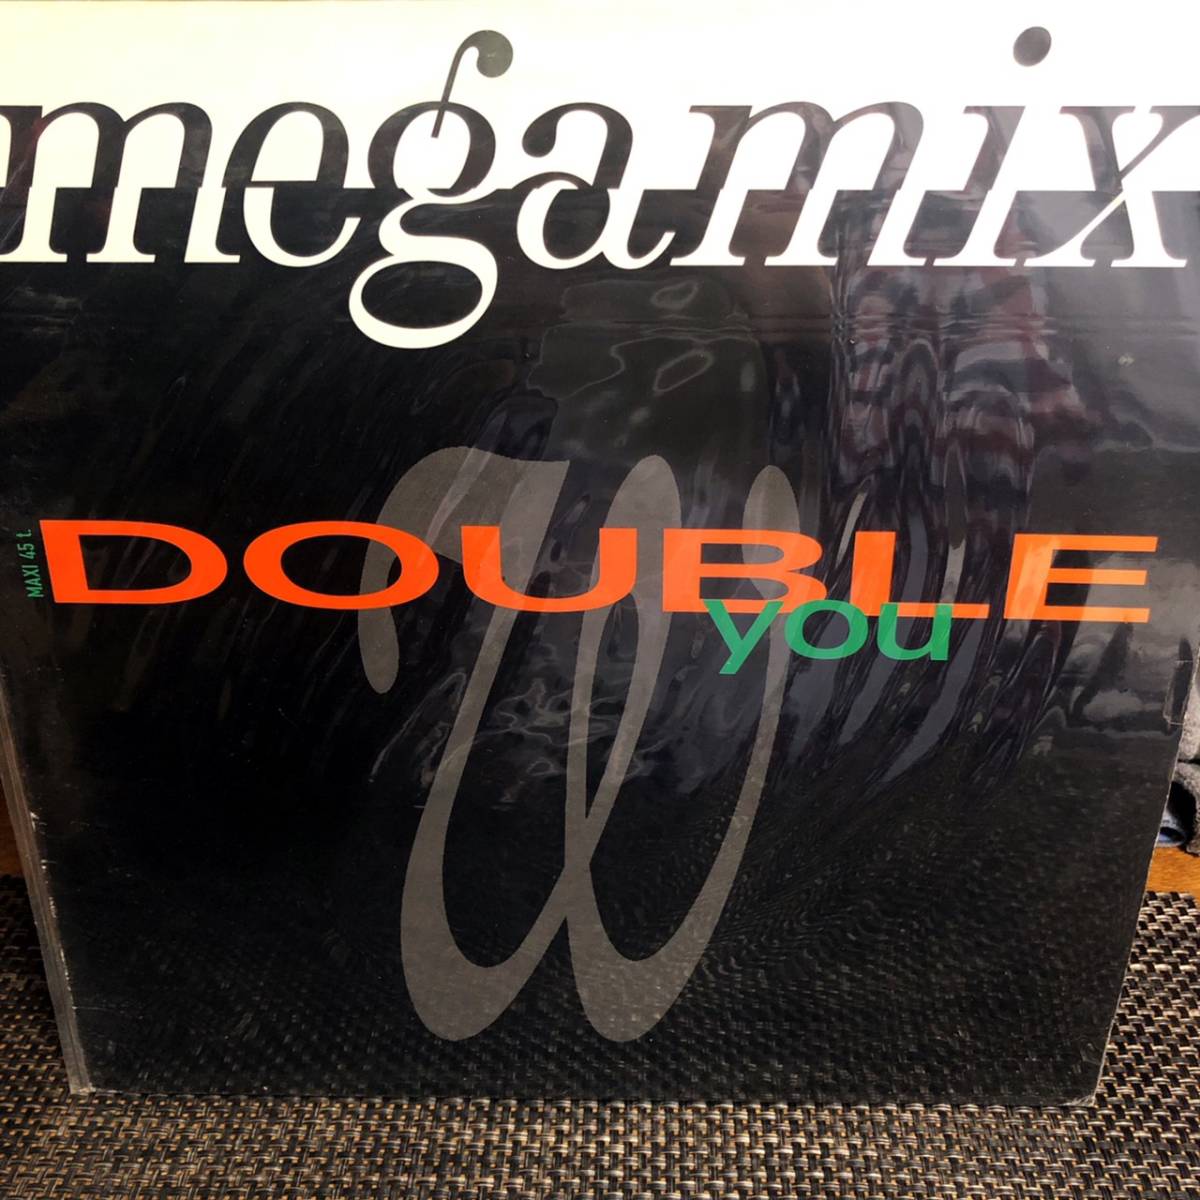 megamix
MAXI 45 t.
DOUBLE
you
W